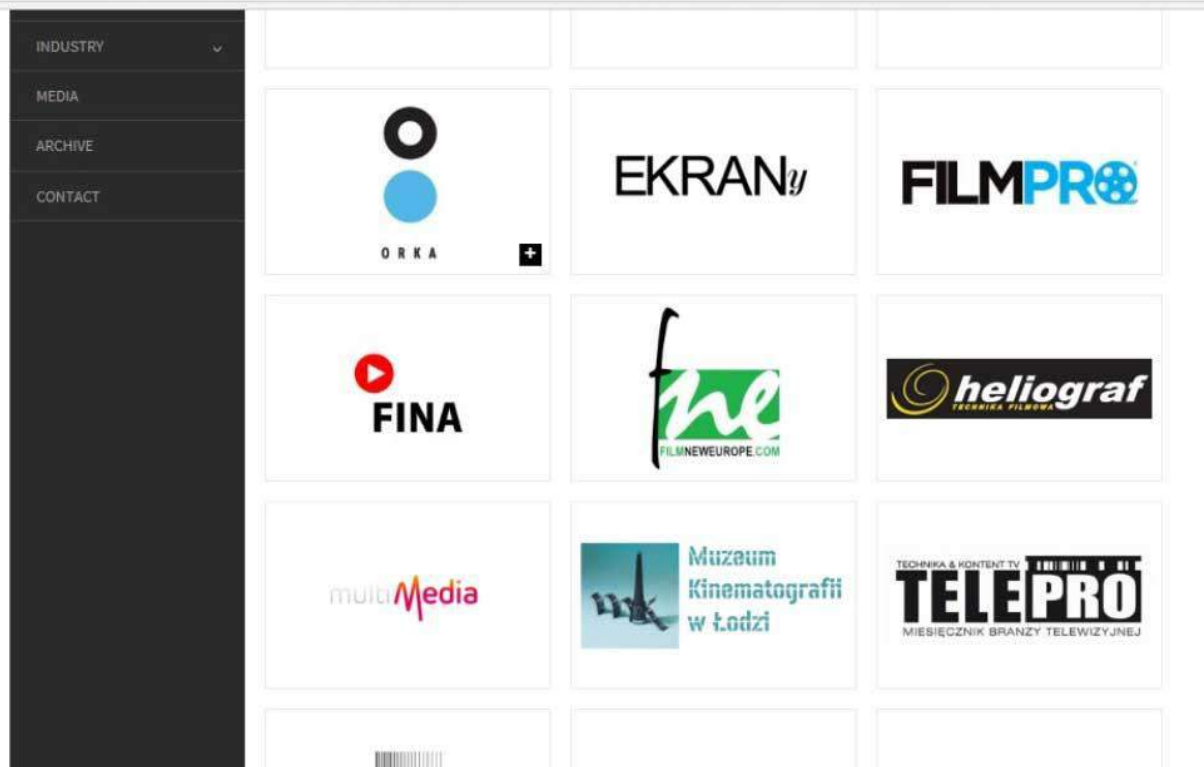 INDUSTRY
MEDIA
ARCHIVE
CONTACT
ORKA
EKRANy
FILMPRO
FINA
fne
FILMNEWEUROPE.COM
heliograf
TECHNIKA FILMOWA
multiMedia
Muzeum
Kinematografii
w Łodzi
TECHNIKA & KONTENT TV
TELEPRO
MIESIĘCZNIK BRANŻY TELEWIZYJNEJ